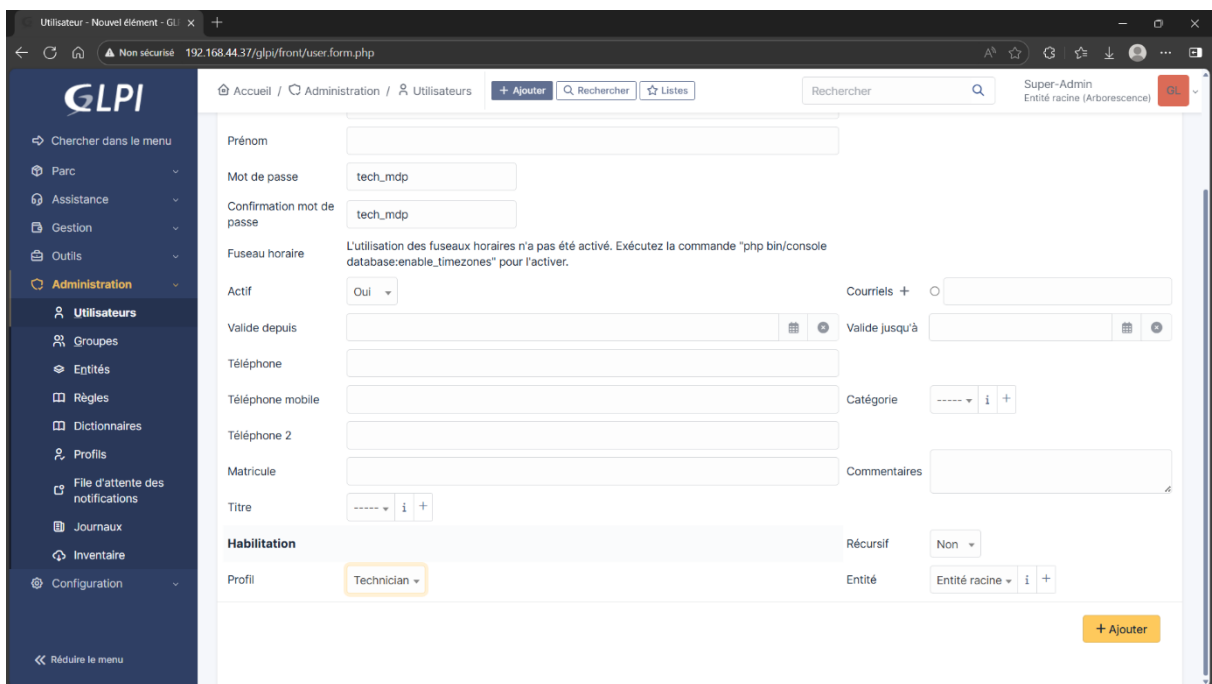 Utilisateur - Nouvel élément - GL
Non sécurisé 192.168.44.37/glpi/front/user.form.php
GLPI
Accueil / Administration / Utilisateurs + Ajouter Rechercher Listes Rechercher Super-Admin
Entité racine (Arborescence)
GL
Chercher dans le menu
Parc
Assistance
Gestion
Outils
Administration
Utilisateurs
Groupes
Entités
Règles
Dictionnaires
Profils
File d'attente des
notifications
Journaux
Inventaire
Configuration
Réduire le menu
Prénom
Mot de passe tech_mdp
Confirmation mot de
passe
tech_mdp
Fuseau horaire
L'utilisation des fuseaux horaires n'a pas été activé. Exécutez la commande "php bin/console
database:enable_timezones" pour l'activer.
Actif Oui Courriels +
Valide depuis Valide jusqu'à
Téléphone
Téléphone mobile Catégorie ----- i +
Téléphone 2
Matricule Commentaires
Titre ----- i +
Habilitation Récursif Non
Profil Technician Entité Entité racine i +
+ Ajouter